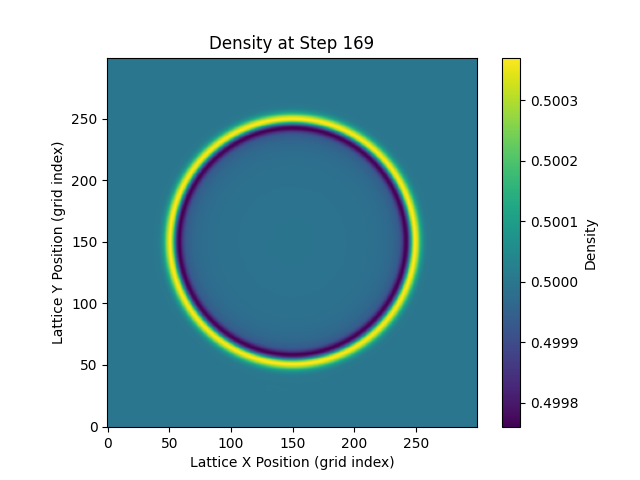 Density at Step 169
250
200
150
100
50
0
Lattice Y Position (grid index)
0 50 100 150 200 250
Lattice X Position (grid index)
0.5003
0.5002
0.5001
0.5000
0.4999
0.4998
Density